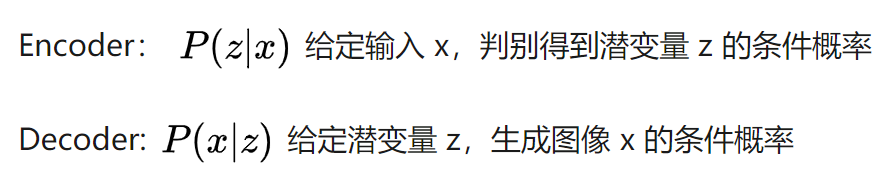 Encoder： P(z|x) 给定输入 x，判别得到潜变量 z 的条件概率
Decoder: P(x|z) 给定潜变量 z，生成图像 x 的条件概率